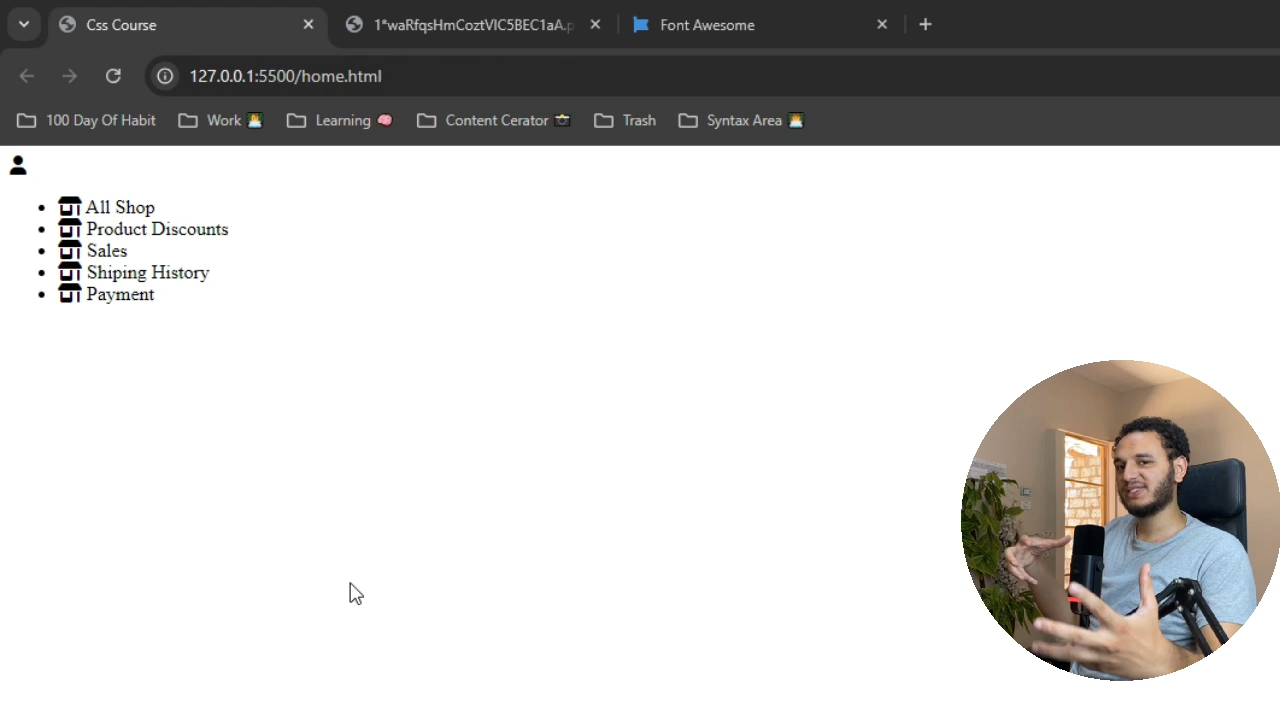 Css Course
1*waRfqsHmCoztVIC5BEC1aA.p
Font Awesome
127.0.0.1:5500/home.html
100 Day Of Habit
Work
Learning
Content Cerator
Trash
Syntax Area
All Shop
Product Discounts
Sales
Shiping History
Payment